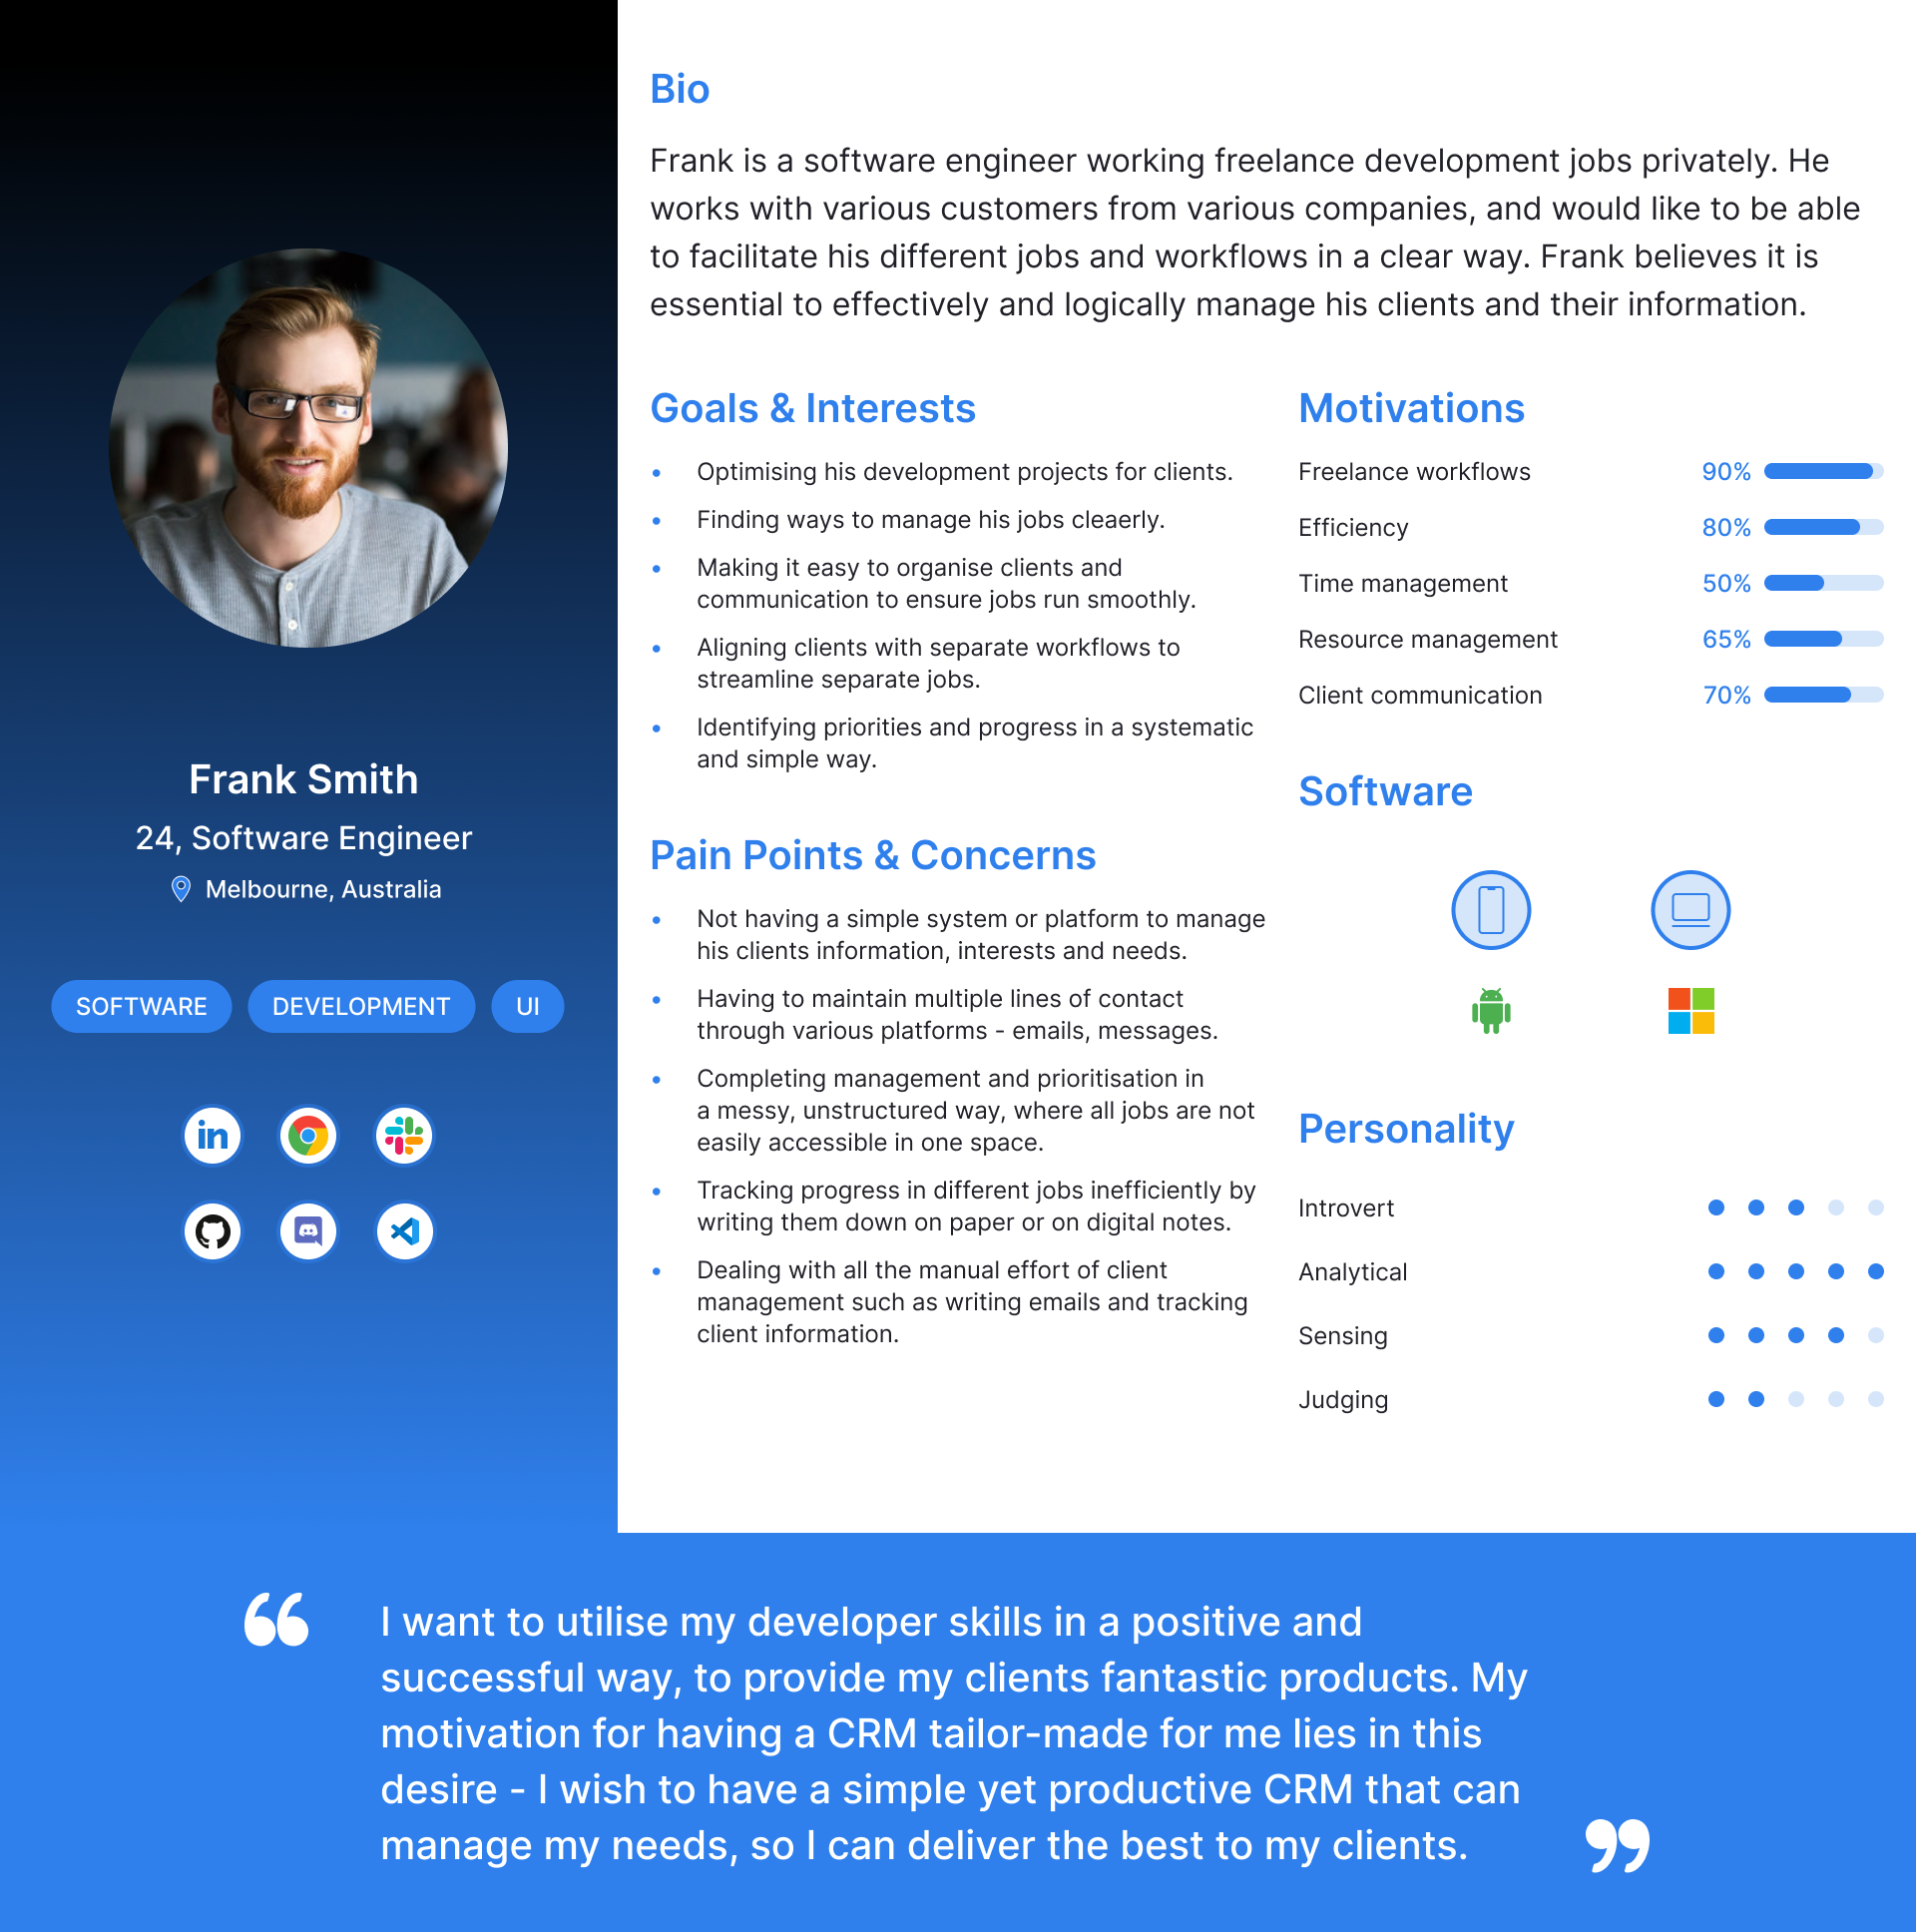 Frank Smith
24, Software Engineer
Melbourne, Australia
SOFTWARE DEVELOPMENT UI
in
Bio
Frank is a software engineer working freelance development jobs privately. He
works with various customers from various companies, and would like to be able
to facilitate his different jobs and workflows in a clear way. Frank believes it is
essential to effectively and logically manage his clients and their information.
Goals & Interests
• Optimising his development projects for clients.
• Finding ways to manage his jobs cleaerly.
• Making it easy to organise clients and
communication to ensure jobs run smoothly.
• Aligning clients with separate workflows to
streamline separate jobs.
• Identifying priorities and progress in a systematic
and simple way.
Pain Points & Concerns
• Not having a simple system or platform to manage
his clients information, interests and needs.
• Having to maintain multiple lines of contact
through various platforms - emails, messages.
• Completing management and prioritisation in
a messy, unstructured way, where all jobs are not
easily accessible in one space.
• Tracking progress in different jobs inefficiently by
writing them down on paper or on digital notes.
• Dealing with all the manual effort of client
management such as writing emails and tracking
client information.
Motivations
Freelance workflows 90%
Efficiency 80%
Time management 50%
Resource management 65%
Client communication 70%
Software
Personality
Introvert
Analytical
Sensing
Judging
“ I want to utilise my developer skills in a positive and
successful way, to provide my clients fantastic products. My
motivation for having a CRM tailor-made for me lies in this
desire - I wish to have a simple yet productive CRM that can
manage my needs, so I can deliver the best to my clients. ”